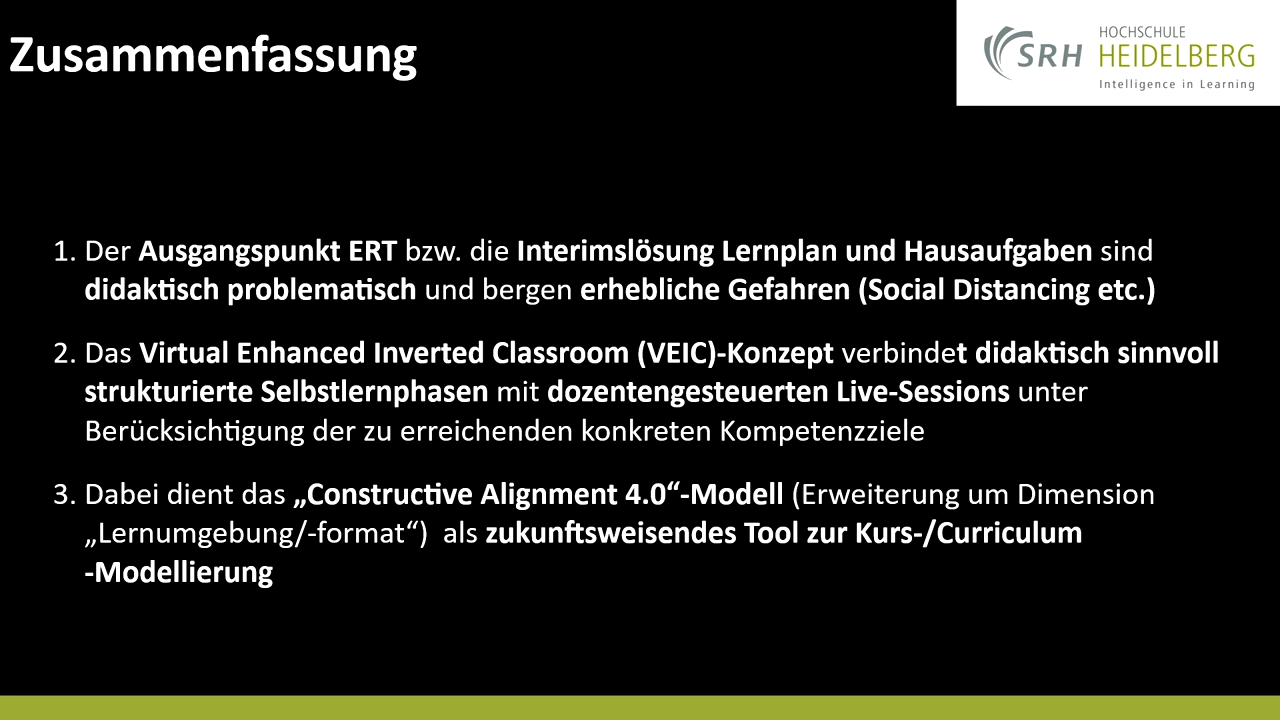 Zusammenfassung
SRH HOCHSCHULE
HEIDELBERG
Intelligence in Learning
1. Der Ausgangspunkt ERT bzw. die Interimslösung Lernplan und Hausaufgaben sind
didaktisch problematisch und bergen erhebliche Gefahren (Social Distancing etc.)
2. Das Virtual Enhanced Inverted Classroom (VEIC)-Konzept verbindet didaktisch sinnvoll
strukturierte Selbstlernphasen mit dozentengesteuerten Live-Sessions unter
Berücksichtigung der zu erreichenden konkreten Kompetenzziele
3. Dabei dient das „Constructive Alignment 4.0“-Modell (Erweiterung um Dimension
„Lernumgebung/-format“) als zukunftsweisendes Tool zur Kurs-/Curriculum
-Modellierung